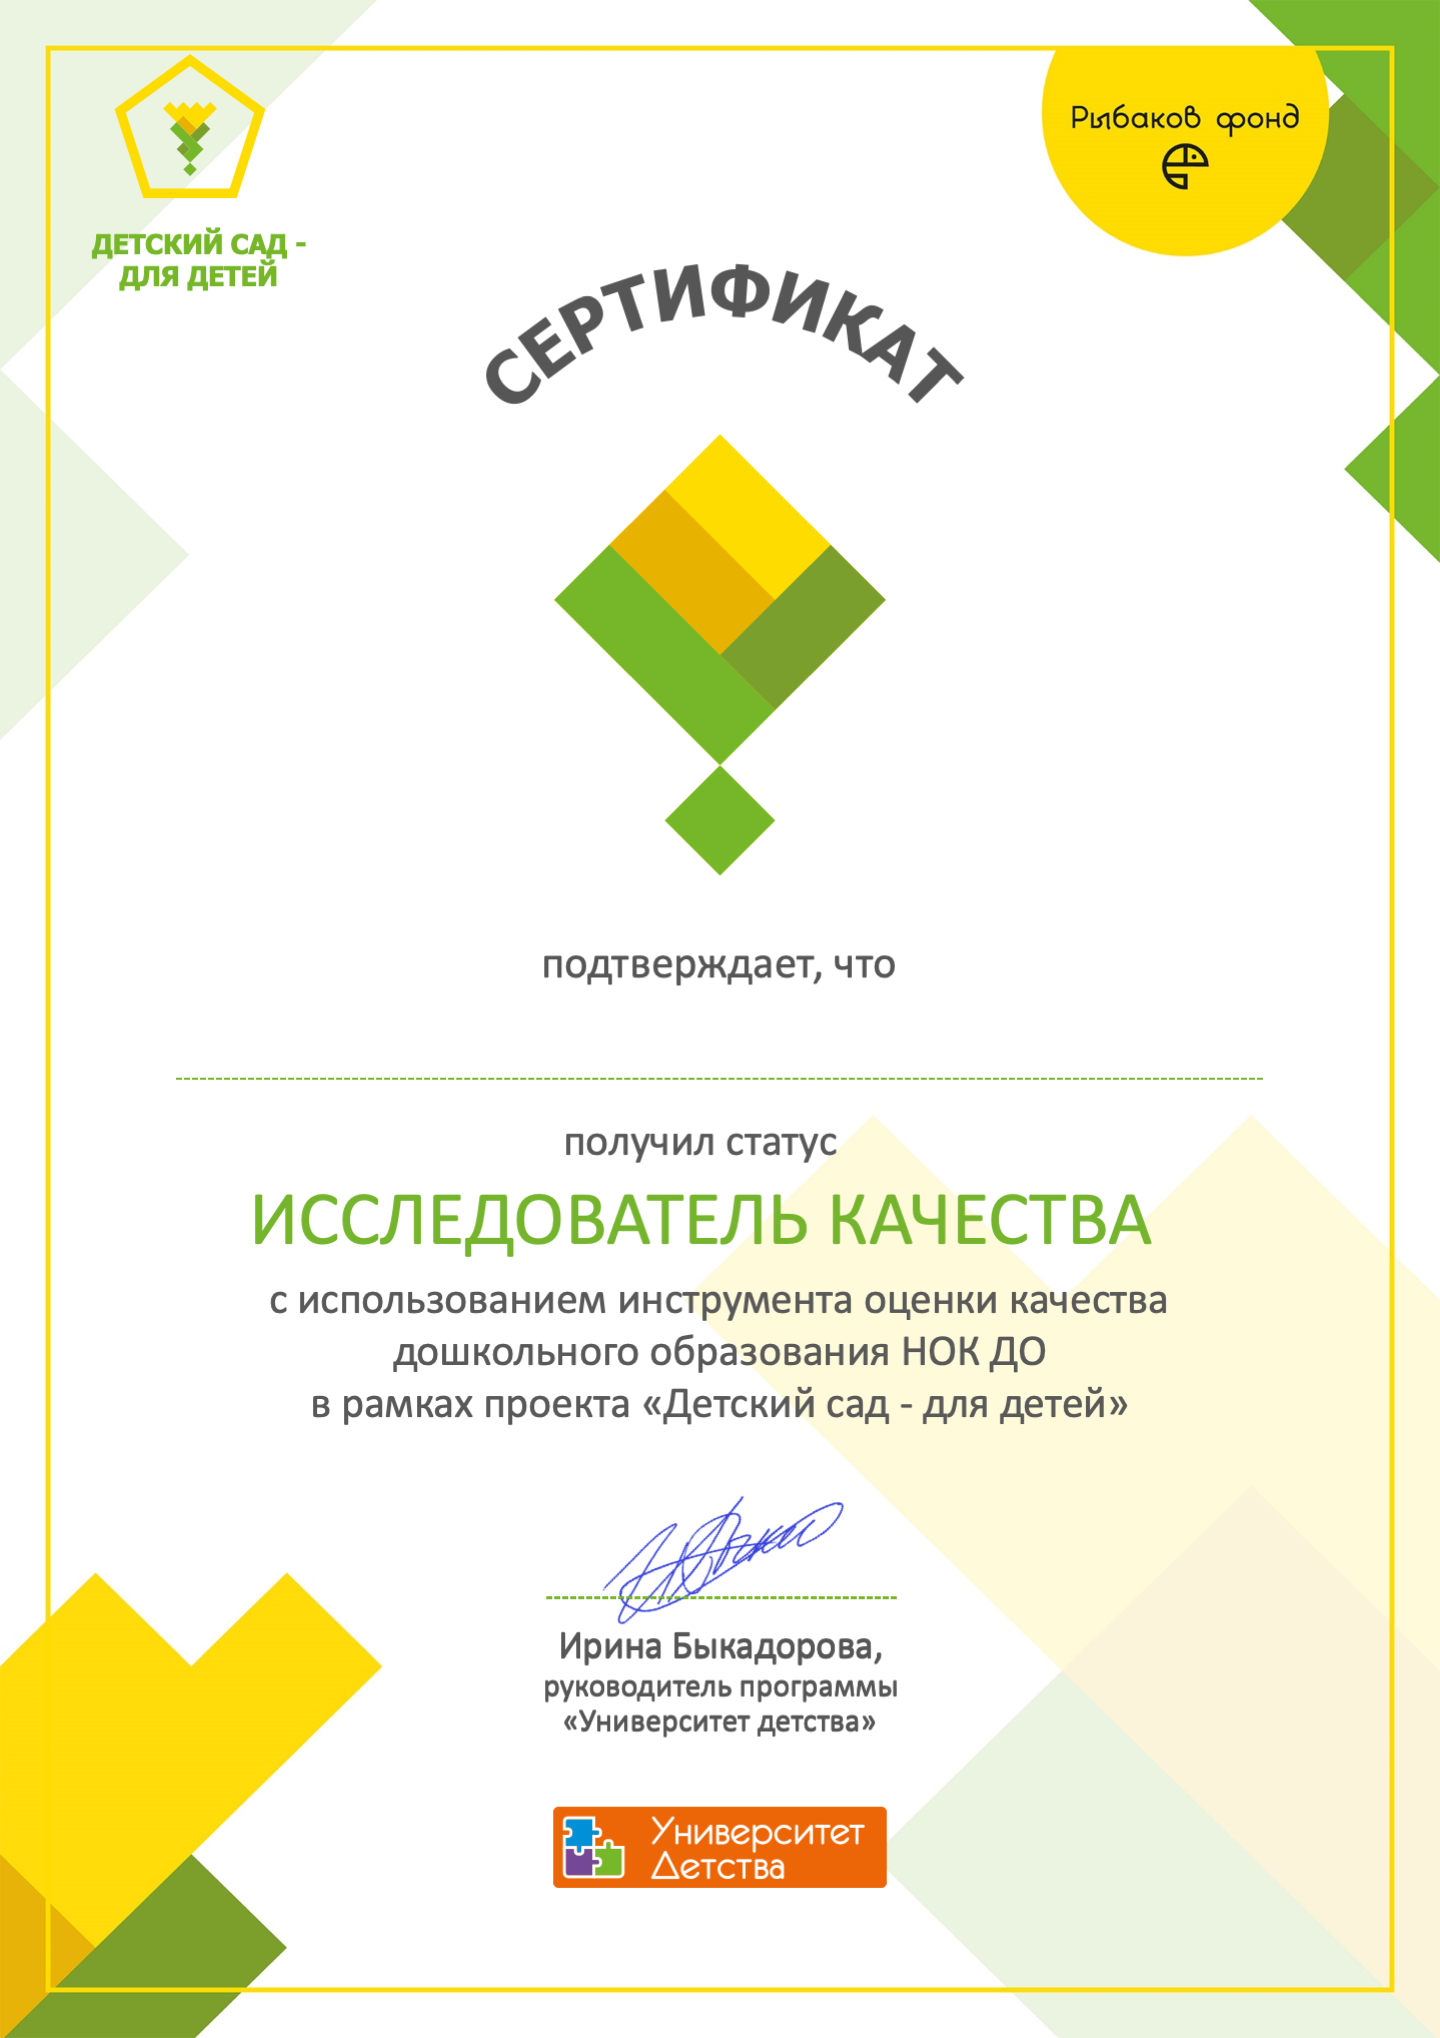 ДЕТСКИЙ САД -
ДЛЯ ДЕТЕЙ
Рыбаков фонд
СЕРТИФИКАТ
подтверждает, что
получил статус
ИССЛЕДОВАТЕЛЬ КАЧЕСТВА
с использованием инструмента оценки качества
дошкольного образования НОК ДО
в рамках проекта «Детский сад - для детей»
Ирина Быкадорова,
руководитель программы
«Университет детства»
Университет
Детства